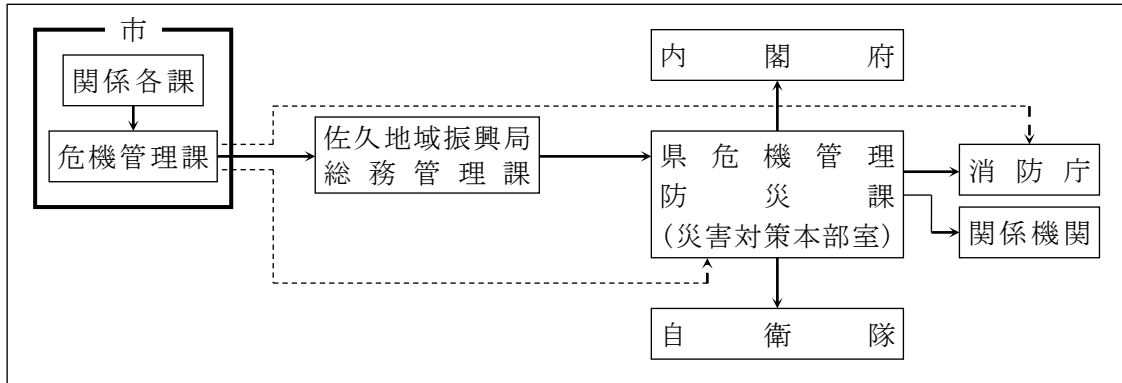 市
関係各課
危機管理課
佐久地域振興局
総務管理課
内閣府
県危機管理
防災課
（災害対策本部室）
消防庁
関係機関
自衛隊